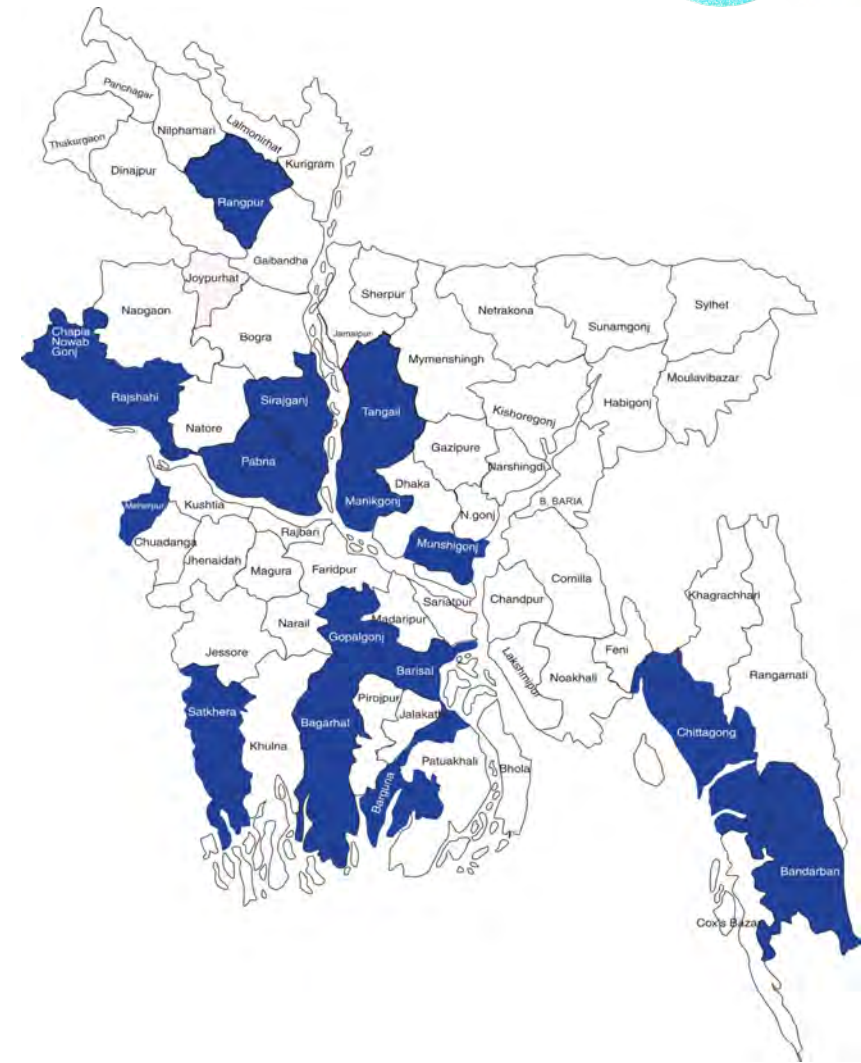 Panchagar
Thakurgaon
Nilphamari
Lalmonirhat
Dinajpur
Kurigram
Rangpur
Gaibandha
Joypurhat
Naogaon
Bogra
Sherpur
Jamalpur
Netrakona
Sunamgonj
Sylhet
Mymenshingh
Moulavibazar
Habigonj
Kishoregonj
Chapia
Nowab
Gonj
Rajshahi
Natore
Sirajganj
Tangail
Pabna
Gazipure
Narshingdi
Dhaka
Manikgonj
N.gonj
B. BARIA
Meherpur
Kushtia
Chuadanga
Rajbari
Munshigonj
Jhenaidah
Magura
Faridpur
Comilla
Sariatpur
Chandpur
Khagrachhari
Narail
Madaripur
Gopalgonj
Jessore
Barisal
Lakshmipur
Noakhali
Feni
Rangamati
Satkhera
Bagarhat
Pirojpur
Jalakati
Chittagong
Khulna
Patuakhali
Bhola
Barguna
Bandarban
Cox's Bazar